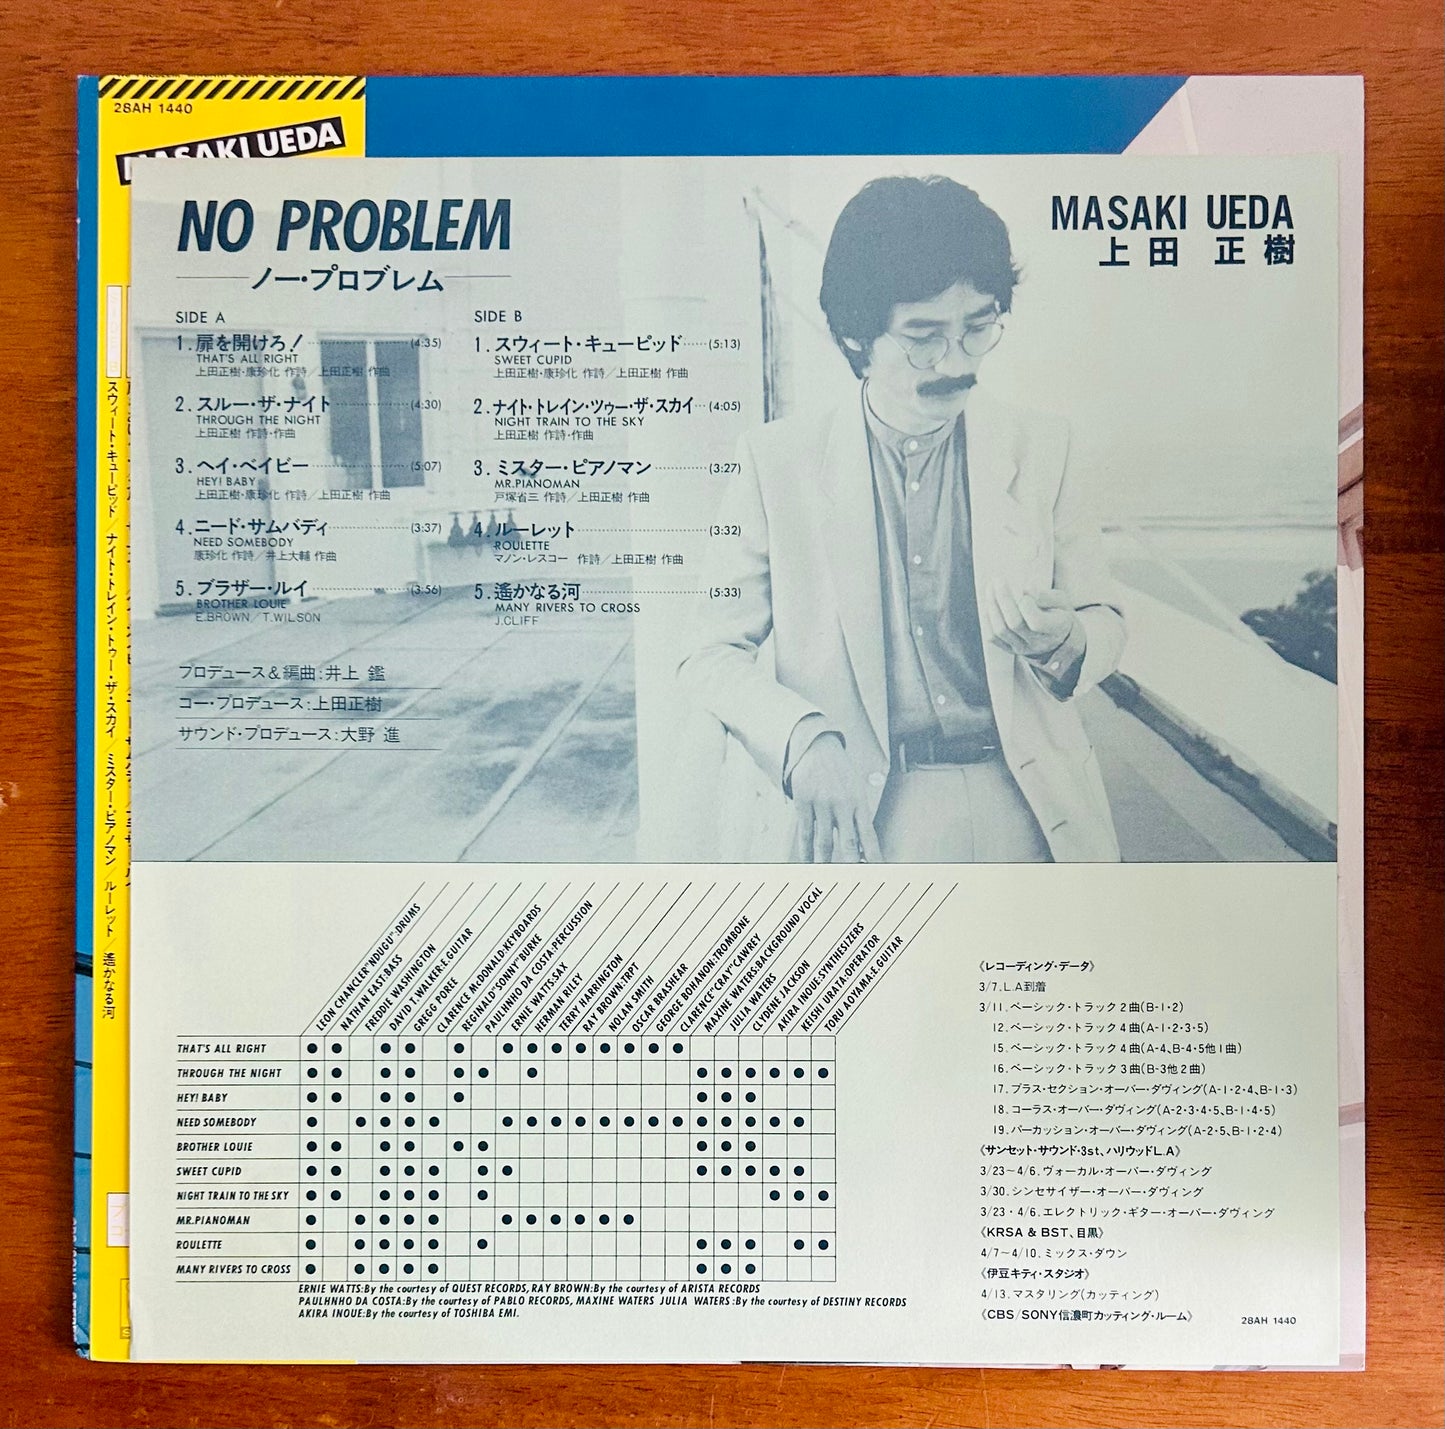 28AH 1440
MASAKI UEDA
NO PROBLEM
ノー・プロブレム
MASAKI UEDA
上田 正樹
SIDE A
1.扉を開けろ! (4:35)
THAT'S ALL RIGHT
上田正樹・康珍化 作詩/上田正樹 作曲
2.スルー・ザ・ナイト (4:30)
THROUGH THE NIGHT
上田正樹 作詩・作曲
3.ヘイ・ベイビー (5:07)
HEY! BABY
上田正樹・康珍化 作詩/上田正樹 作曲
4.ニード・サムバディ (3:37)
NEED SOMEBODY
康珍化 作詩/井上大輔 作曲
5.ブラザー・ルイ (3:56)
BROTHER LOUIE
E.BROWN/T.WILSON
SIDE B
1.スウィート・キューピッド (5:13)
SWEET CUPID
上田正樹・康珍化 作詩/上田正樹 作曲
2.ナイト・トレイン・ツゥー・ザ・スカイ (4:05)
NIGHT TRAIN TO THE SKY
上田正樹 作詩・作曲
3.ミスター・ピアノマン (3:27)
MR.PIANOMAN
戸塚省三 作詩/上田正樹 作曲
4.ルーレット (3:32)
ROULETTE
マノン・レスコー 作詩/上田正樹 作曲
5.遙かなる河 (5:33)
MANY RIVERS TO CROSS
J.CLIFF
プロデュース&編曲:井上 鑑
コー・プロデュース:上田正樹
サウンド・プロデュース:大野 進
スウィート・キューピッド/ナイト・トレイン・トゥー・ザ・スカイ/ミスター・ピアノマン/ルーレット/遙かなる河
LEON CHANCLER"NDUGU":DRUMS
NATHAN EAST:BASS
FREDDIE WASHINGTON
DAVID T.WALKER:E.GUITAR
GREGG POREE
CLARENCE McDONALD:KEYBOARDS
REGINALD"SONNY"BURKE
PAULHNHO DA COSTA:PERCUSSION
ERNIE WATTS:SAX
HERMAN RILEY
TERRY HARRINGTON
RAY BROWN:TRPT
NOLAN SMITH
OSCAR BRASHEAR
GEORGE BOHANON:TROMBONE
CLARENCE"CRAY"CAWREY
MAXINE WATERS:BACKGROUND VOCAL
JULIA WATERS
CLYDENE JACKSON
AKIRA INOUE:SYNTHESIZERS
KEISHI URATA:OPERATOR
TORU AOYAMA:E.GUITAR
THAT'S ALL RIGHT
THROUGH THE NIGHT
HEY! BABY
NEED SOMEBODY
BROTHER LOUIE
SWEET CUPID
NIGHT TRAIN TO THE SKY
MR.PIANOMAN
ROULETTE
MANY RIVERS TO CROSS
ERNIE WATTS:By the courtesy of QUEST RECORDS, RAY BROWN:By the courtesy of ARISTA RECORDS
PAULHNHO DA COSTA:By the courtesy of PABLO RECORDS, MAXINE WATERS JULIA WATERS :By the courtesy of DESTINY RECORDS
AKIRA INOUE:By the courtesy of TOSHIBA EMI.
《レコーディング・データ》
3/7.L.A到着
3/11.ベーシック・トラック2曲(B-1・2)
12.ベーシック・トラック4曲(A-1・2・3・5)
15.ベーシック・トラック4曲(A-4、B-4・5他1曲)
16.ベーシック・トラック3曲(B-3他2曲)
17.ブラス・セクション・オーバー・ダヴィング(A-1・2・4、B-1・3)
18.コーラス・オーバー・ダヴィング(A-2・3・4・5、B-1・4・5)
19.パーカッション・オーバー・ダヴィング(A-2・5、B-1・2・4)
《サンセット・サウンド・3st、ハリウッドL.A》
3/23~4/6.ヴォーカル・オーバー・ダヴィング
3/30.シンセサイザー・オーバー・ダヴィング
3/23・4/6.エレクトリック・ギター・オーバー・ダヴィング
《KRSA & BST、目黒》
4/7~4/10.ミックス・ダウン
《伊豆キティ・スタジオ》
4/13.マスタリング(カッティング)
《CBS/SONY信濃町カッティング・ルーム》
28AH 1440